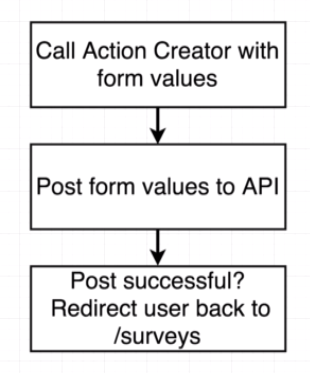 Call Action Creator with
form values
Post form values to API
Post successful?
Redirect user back to
/surveys